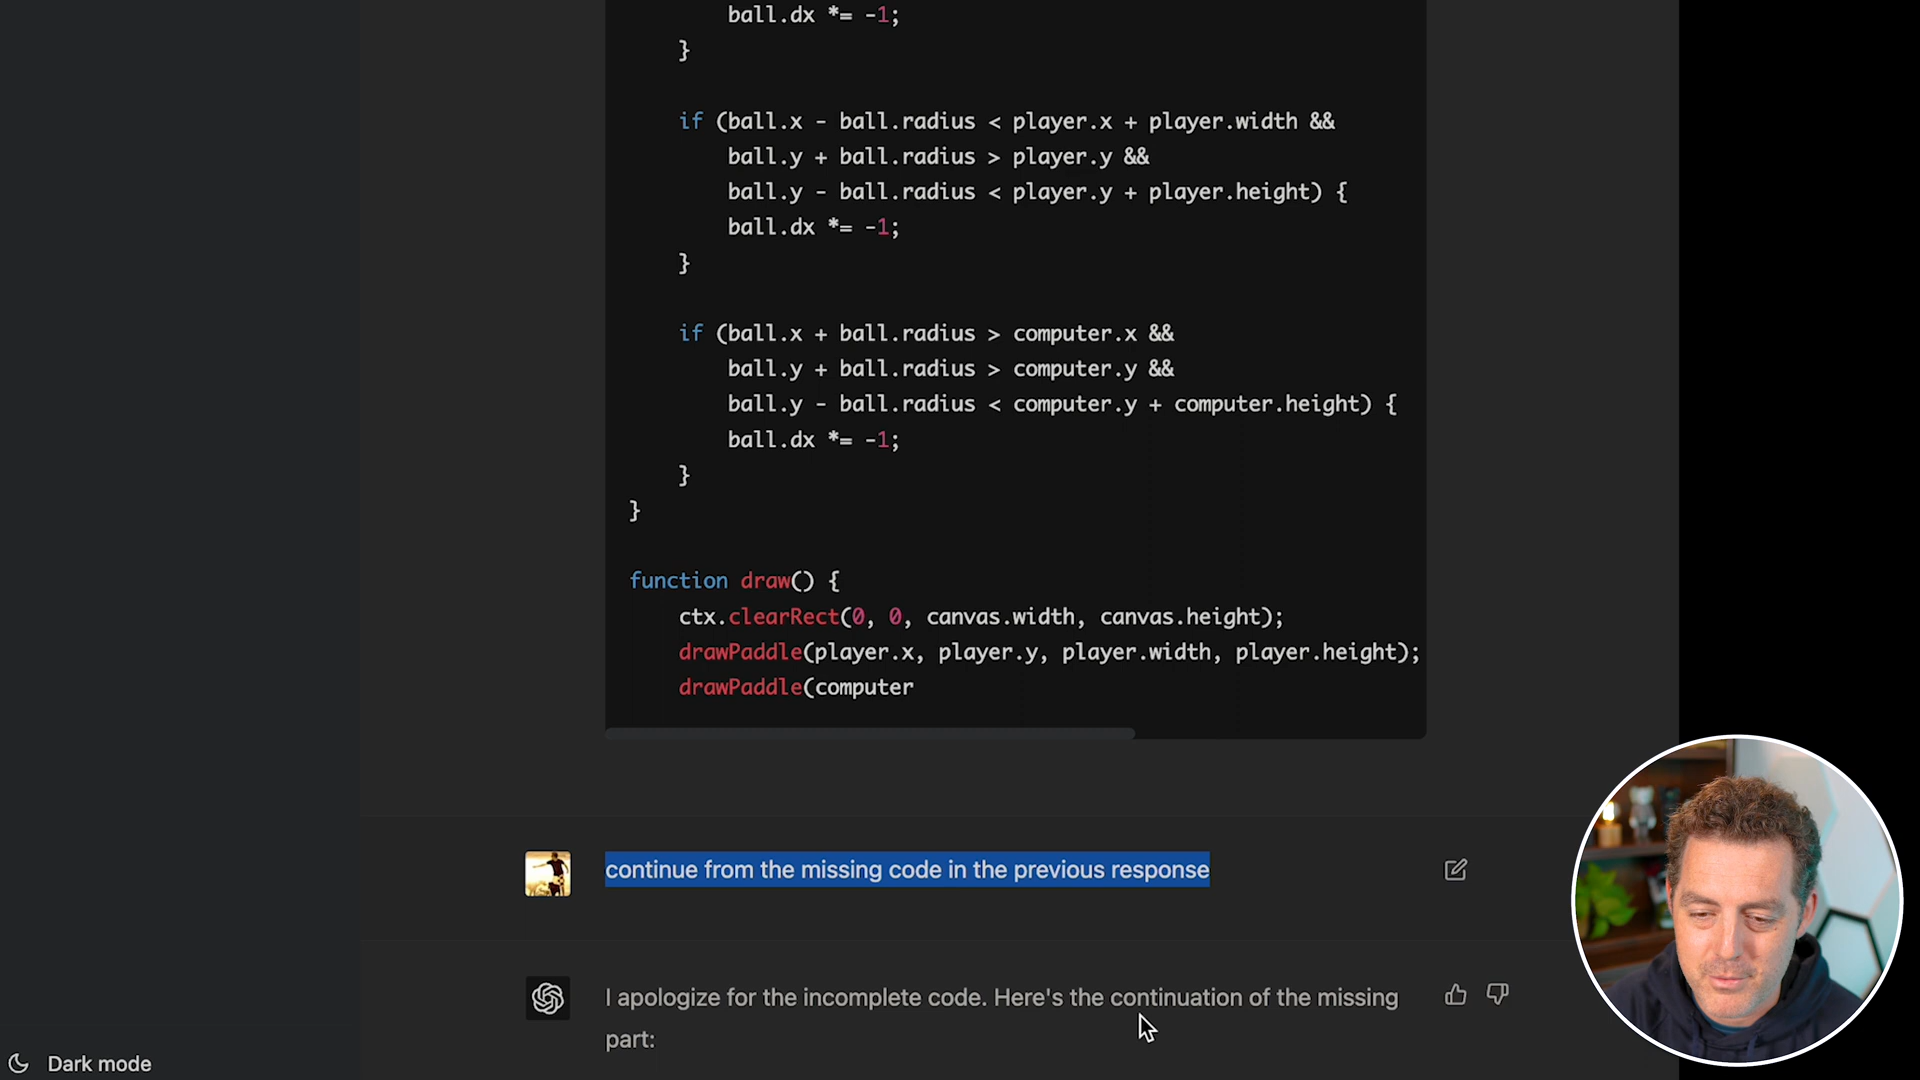 ball.dx *= -1;
}
if (ball.x - ball.radius < player.x + player.width &&
ball.y + ball.radius > player.y &&
ball.y - ball.radius < player.y + player.height) {
ball.dx *= -1;
}
if (ball.x + ball.radius > computer.x &&
ball.y + ball.radius > computer.y &&
ball.y - ball.radius < computer.y + computer.height) {
ball.dx *= -1;
}
}
function draw() {
ctx.clearRect(0, 0, canvas.width, canvas.height);
drawPaddle(player.x, player.y, player.width, player.height);
drawPaddle(computer
continue from the missing code in the previous response
I apologize for the incomplete code. Here's the continuation of the missing
part:
Dark mode